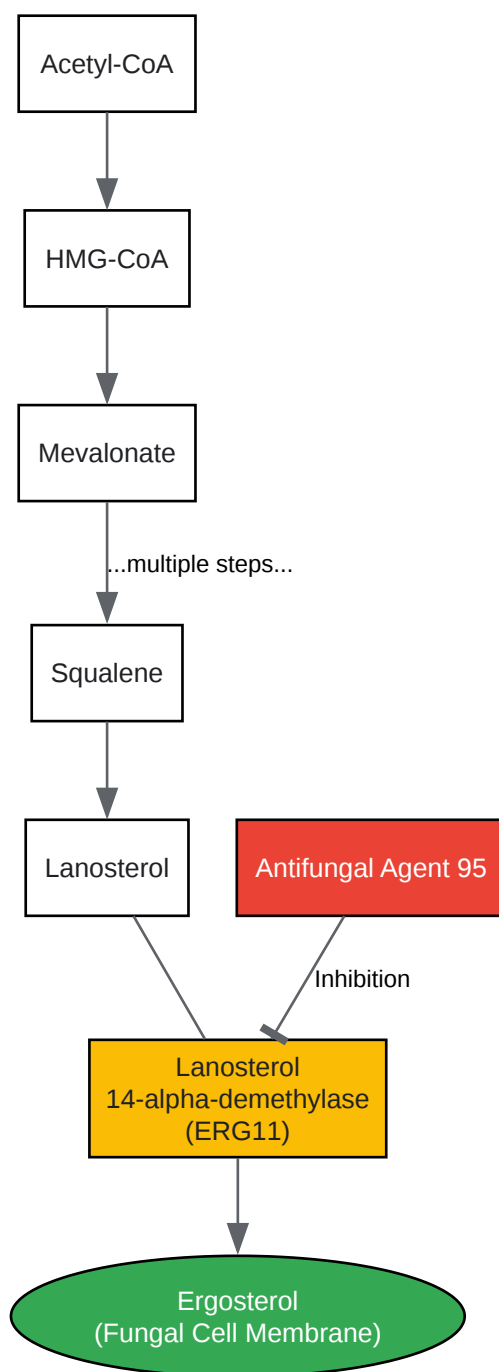 Acetyl-CoA
HMG-CoA
Mevalonate
...multiple steps...
Squalene
Lanosterol
Antifungal Agent 95
Inhibition
Lanosterol
14-alpha-demethylase
(ERG11)
Ergosterol
(Fungal Cell Membrane)